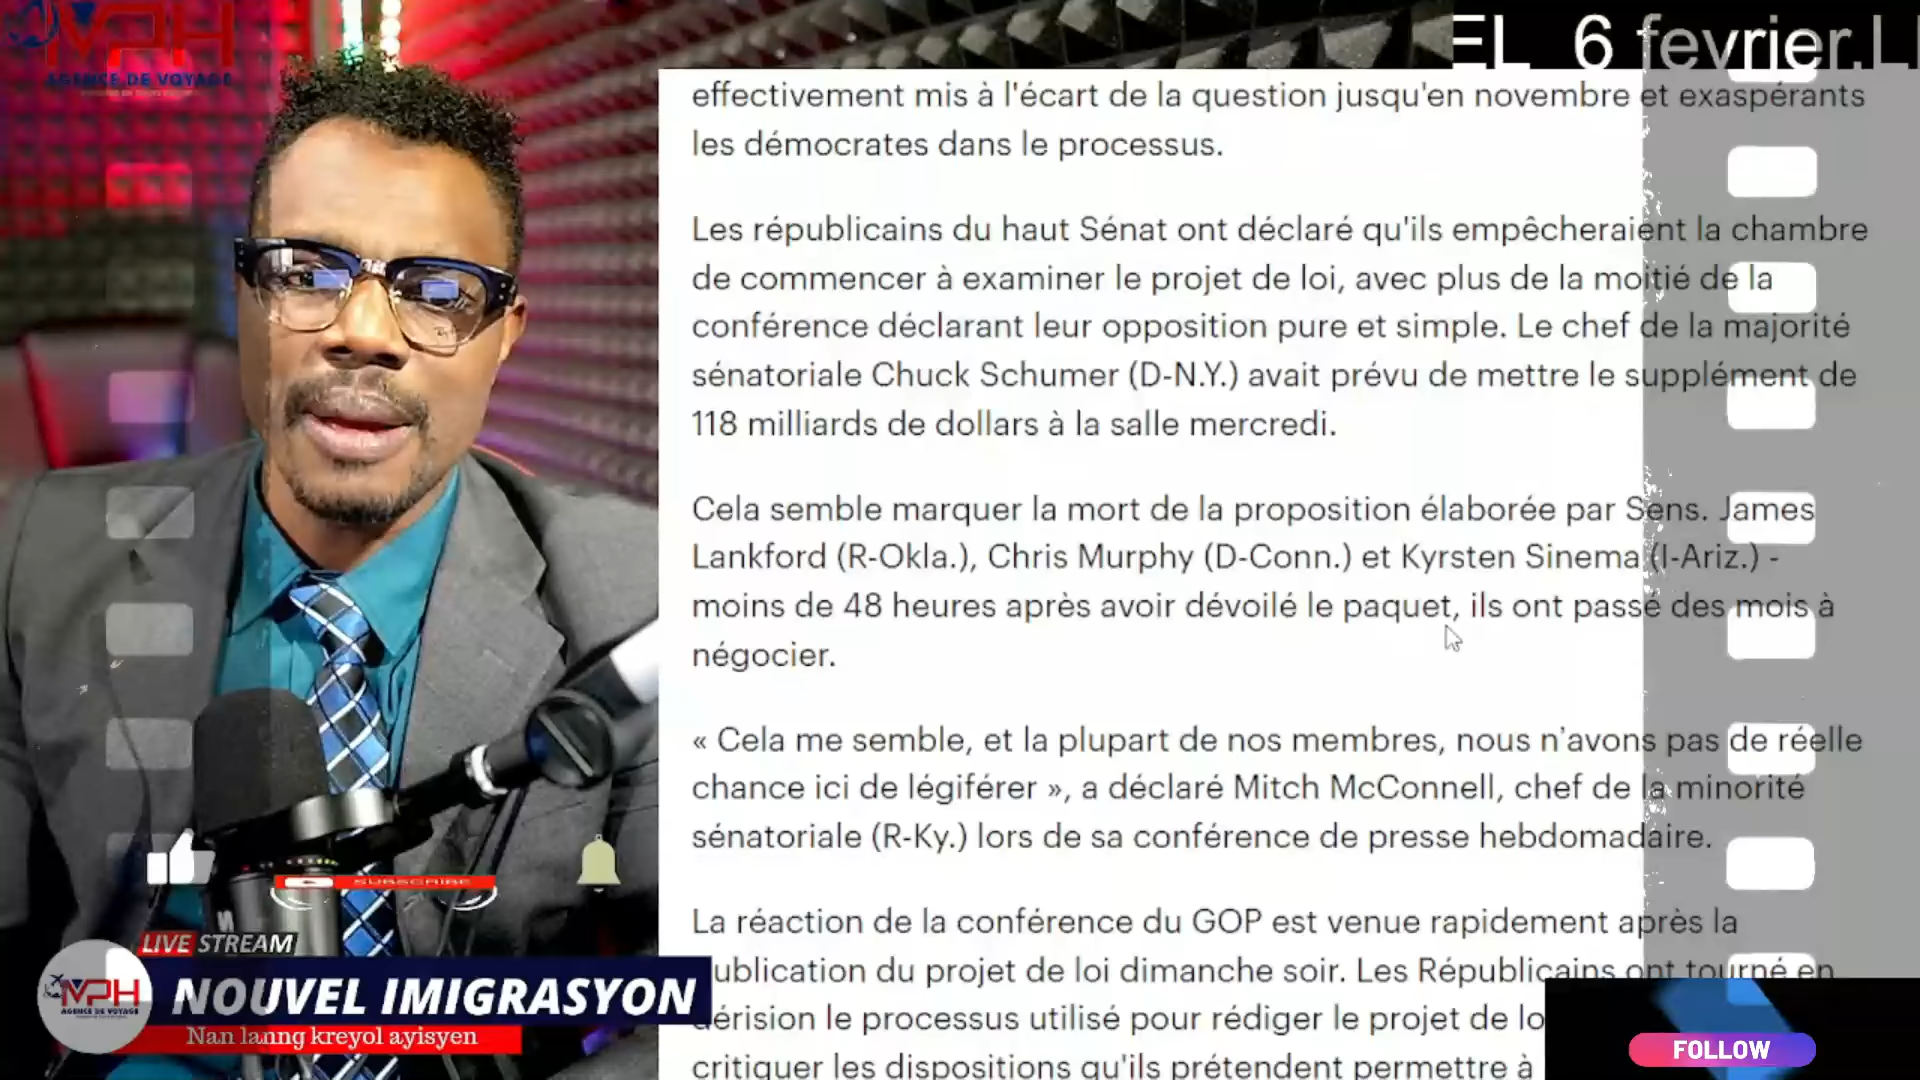 MPH
AGENCE DE VOYAGE
EL 6 fevrier.
effectivement mis à l'écart de la question jusqu'en novembre et exaspérants
les démocrates dans le processus.
Les républicains du haut Sénat ont déclaré qu'ils empêcheraient la chambre
de commencer à examiner le projet de loi, avec plus de la moitié de la
conférence déclarant leur opposition pure et simple. Le chef de la majorité
sénatoriale Chuck Schumer (D-N.Y.) avait prévu de mettre le supplément de
118 milliards de dollars à la salle mercredi.
Cela semble marquer la mort de la proposition élaborée par Sens. James
Lankford (R-Okla.), Chris Murphy (D-Conn.) et Kyrsten Sinema (I-Ariz.) -
moins de 48 heures après avoir dévoilé le paquet, ils ont passé des mois à
négocier.
« Cela me semble, et la plupart de nos membres, nous n'avons pas de réelle
chance ici de légiférer », a déclaré Mitch McConnell, chef de la minorité
sénatoriale (R-Ky.) lors de sa conférence de presse hebdomadaire.
La réaction de la conférence du GOP est venue rapidement après la
ublication du projet de loi dimanche soir. Les Républicains ont tourné en
dérision le processus utilisé pour rédiger le projet de lo
critiquer les dispositions qu'ils prétendent permettre à
SUBSCRIBE
LIVE STREAM
MPH
AGENCE DE VOYAGE
NOUVEL IMIGRASYON
Nan lanng kreyol ayisyen
FOLLOW